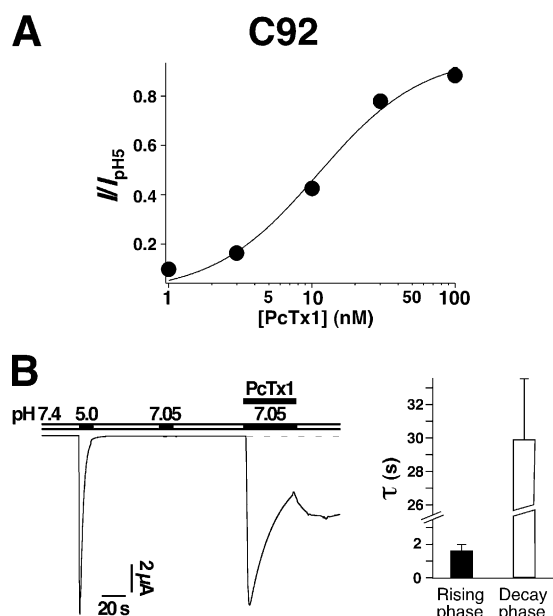 A
C92
0.8
0.6
0.4
0.2
I/IpH5
1 5 10 50 100
[PcTx1] (nM)
B
PcTx1
pH 7.4 5.0 7.05 7.05
2 μA
20 s
τ (s)
32
30
28
26
2
0
Rising phase
Decay phase